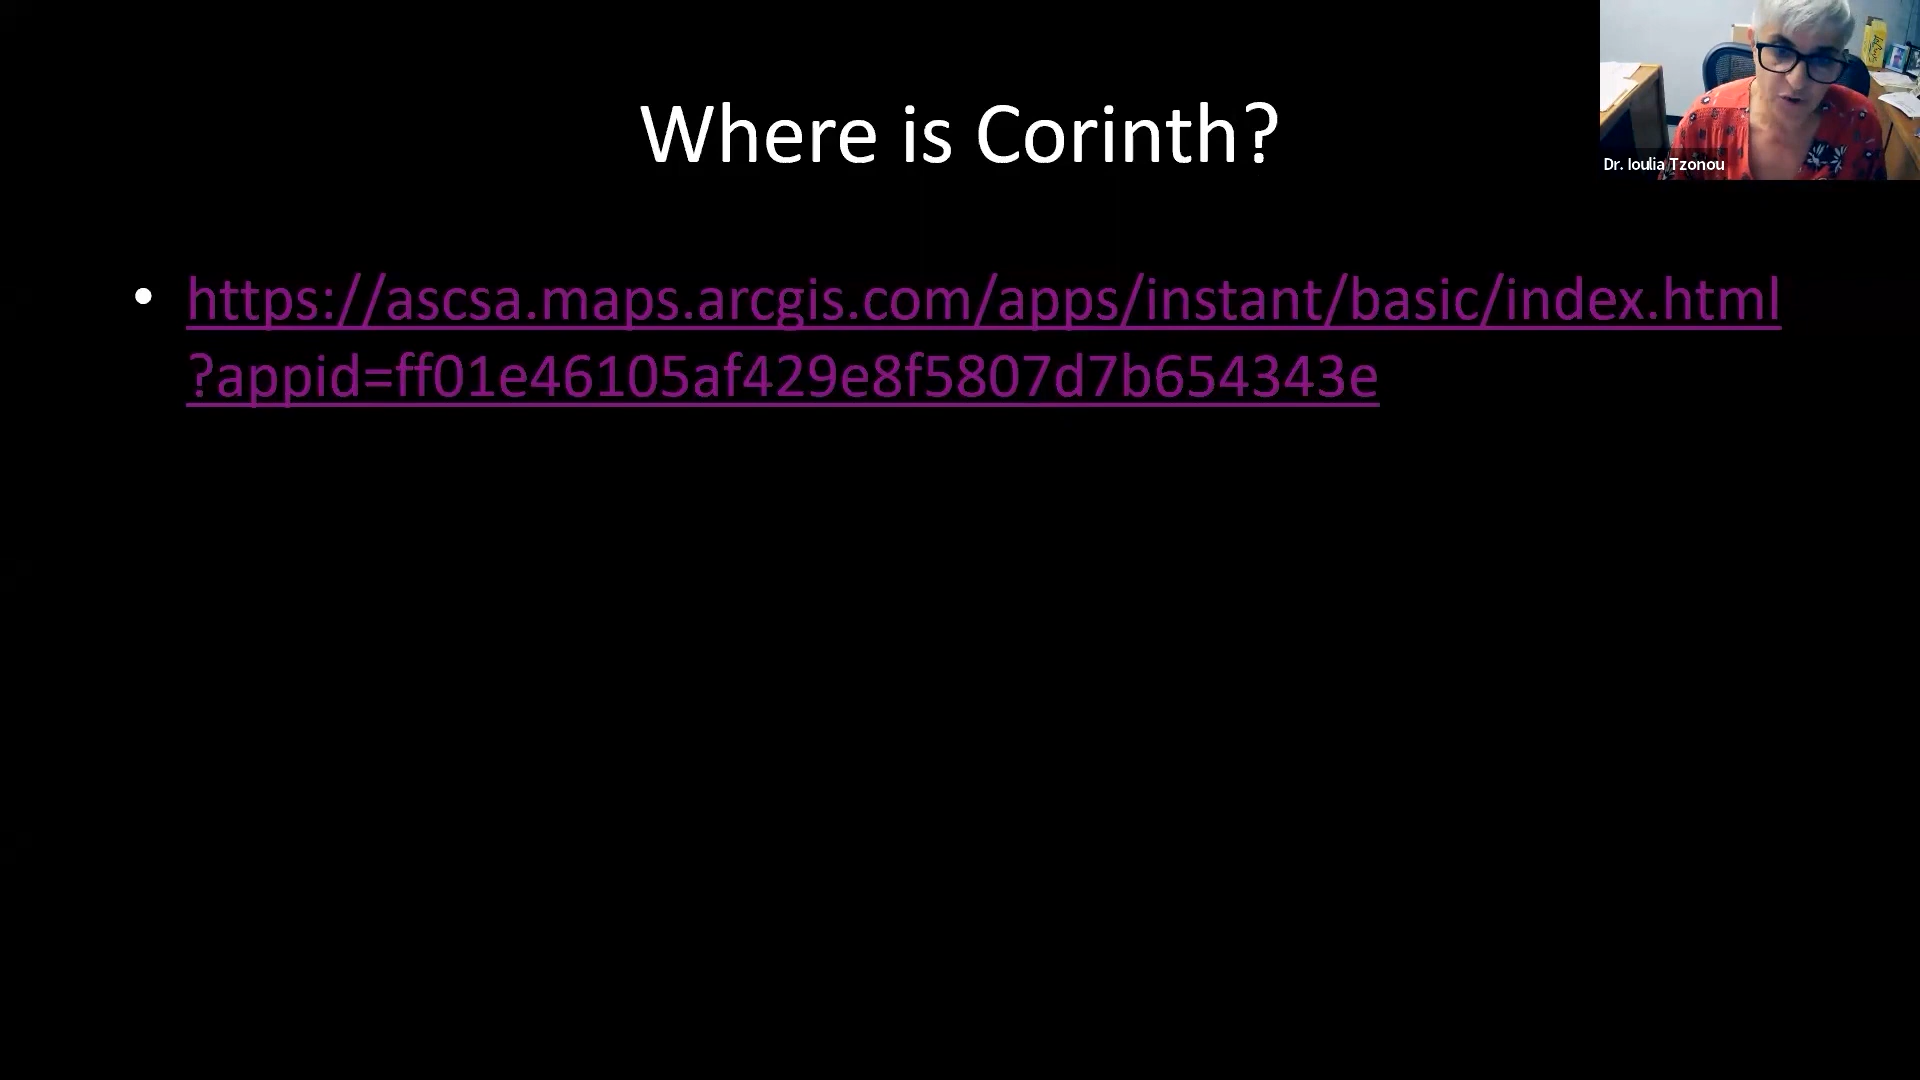 Where is Corinth?
Dr. Ioulia Tzonou
• https://ascsa.maps.arcgis.com/apps/instant/basic/index.html
?appid=ff01e46105af429e8f5807d7b654343e